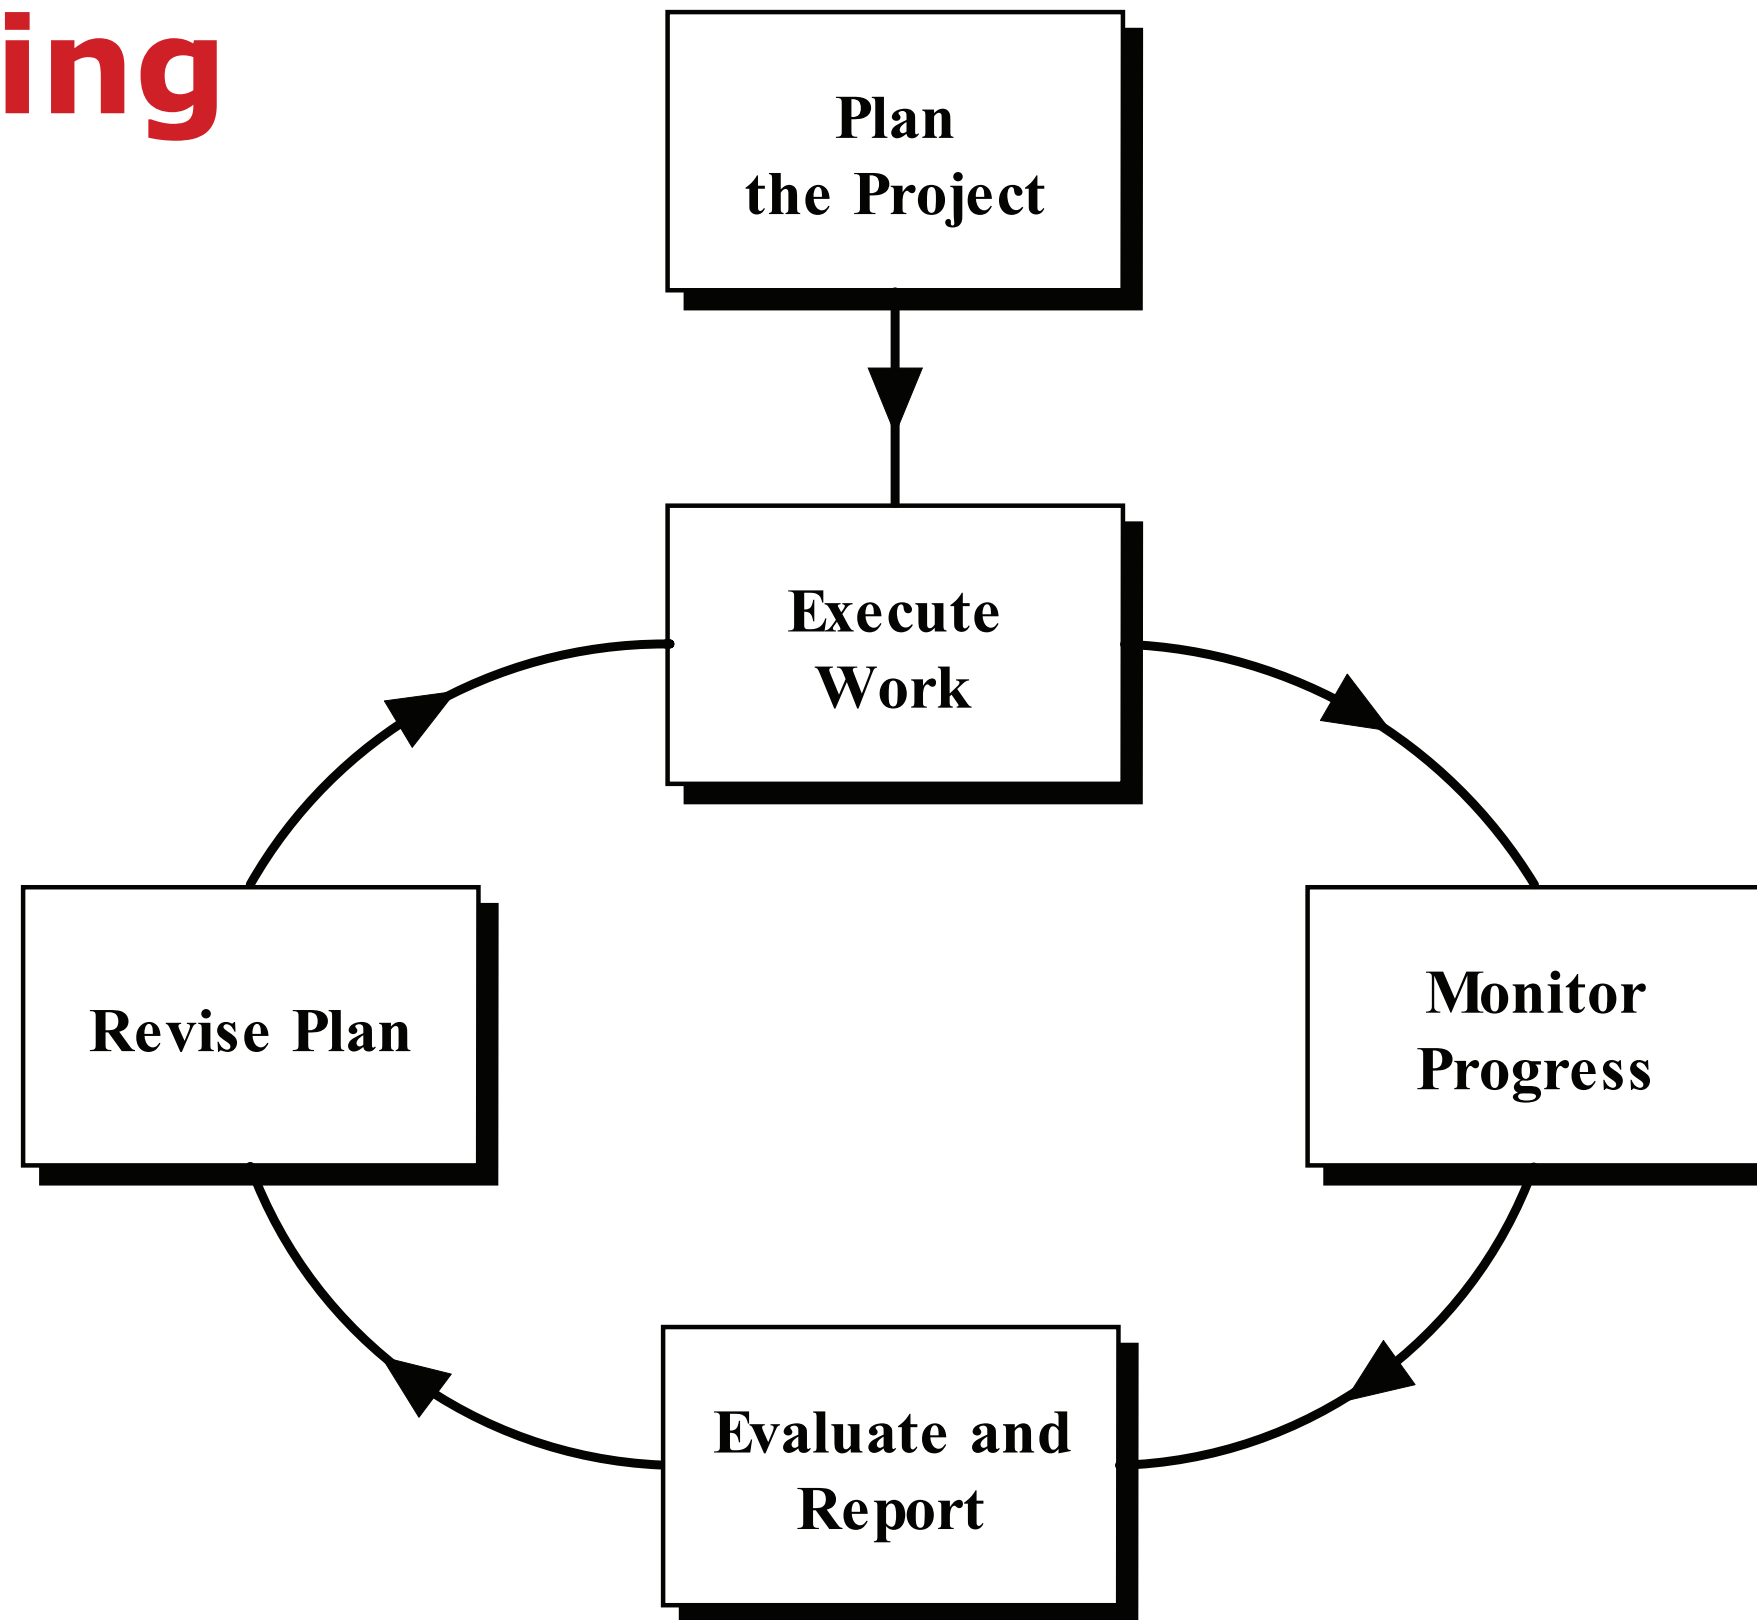 ing
Plan
the Project
Execute
Work
Revise Plan
Monitor
Progress
Evaluate and
Report